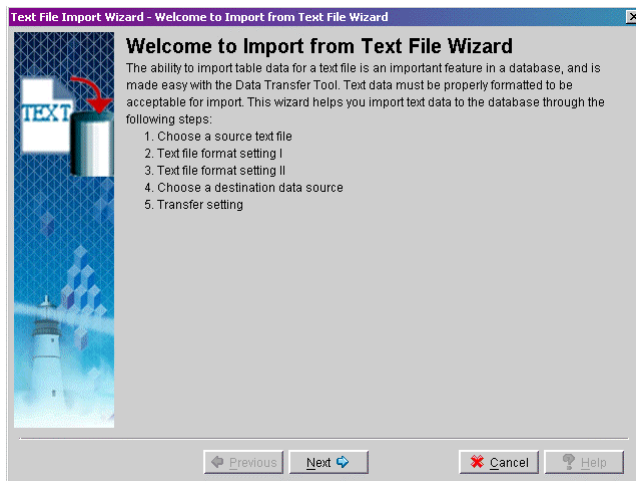 Text File Import Wizard - Welcome to Import from Text File Wizard
Welcome to Import from Text File Wizard
The ability to import table data for a text file is an important feature in a database, and is
made easy with the Data Transfer Tool. Text data must be properly formatted to be
acceptable for import. This wizard helps you import text data to the database through the
following steps:
1. Choose a source text file
2. Text file format setting I
3. Text file format setting II
4. Choose a destination data source
5. Transfer setting
TEXT
Previous Next Cancel Help